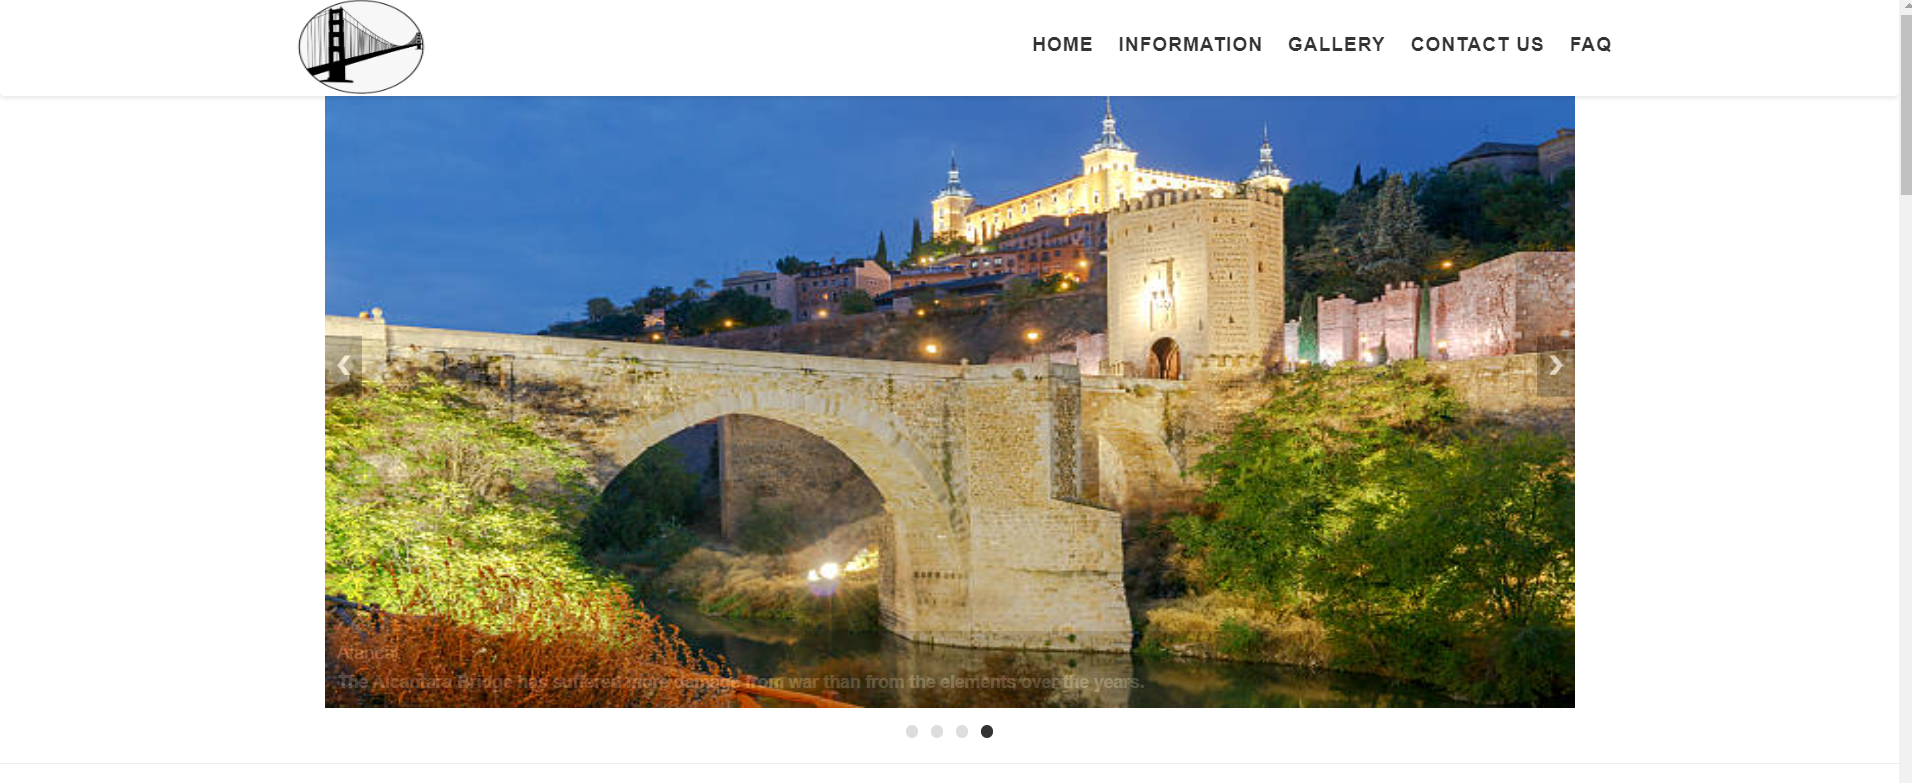 HOME INFORMATION GALLERY CONTACT US FAQ
The Alcantara Bridge has suffered more damage from war than from the elements over the years.